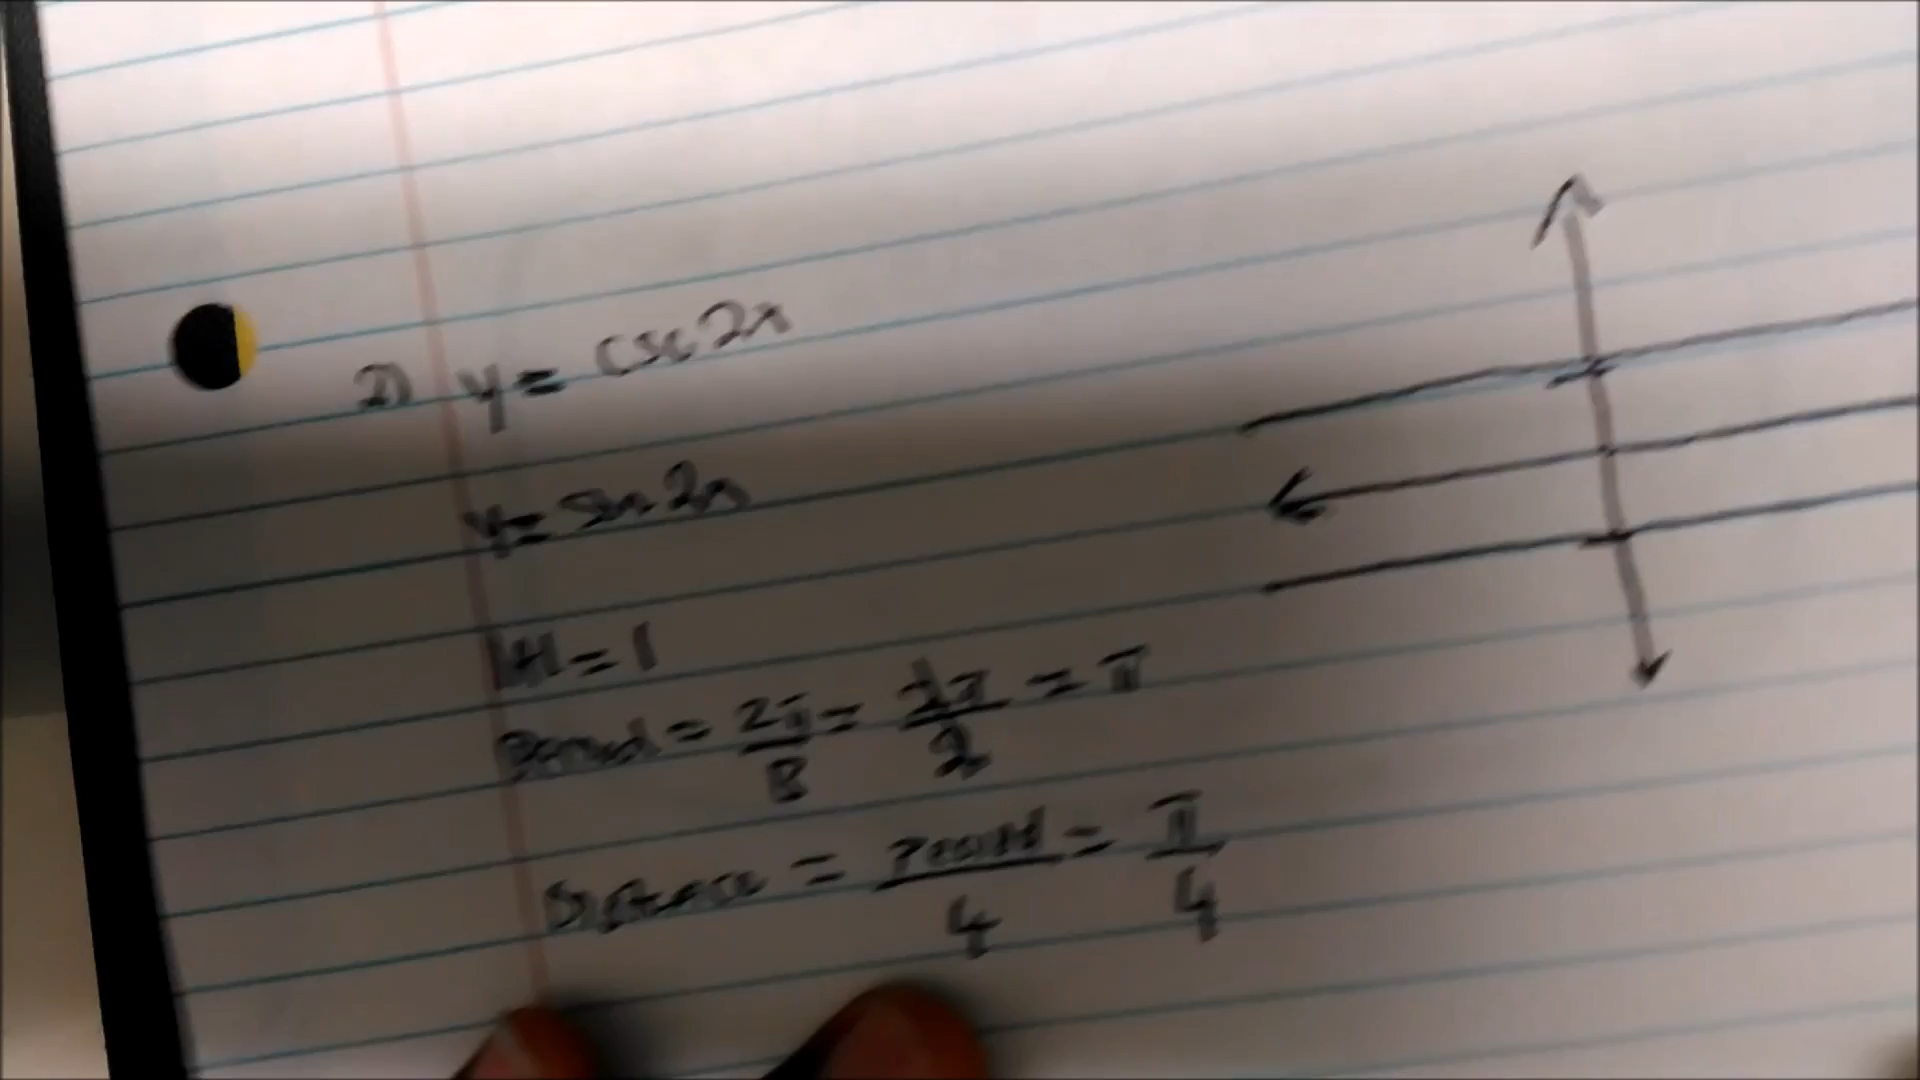 2) y = csc 2x
y = sin 2x
|A| = 1
Period = 2π/B = 2π/2 = π
Distance = Period/4 = π/4